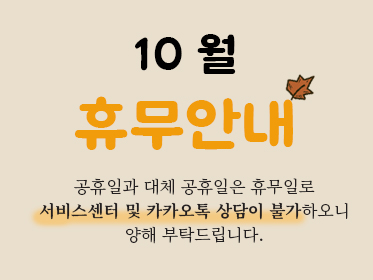 10 월
휴무안내
공휴일과 대체 공휴일은 휴무일로
서비스센터 및 카카오톡 상담이 불가하오니
양해 부탁드립니다.